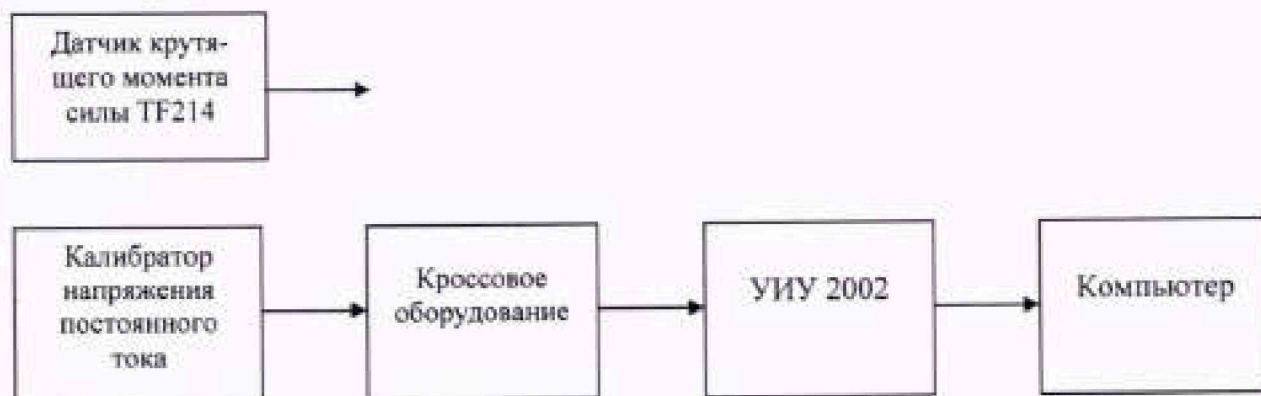 Датчик крутя-
щего момента
силы TF214
Калибратор
напряжения
постоянного
тока
Кроссовое
оборудование
УИУ 2002
Компьютер